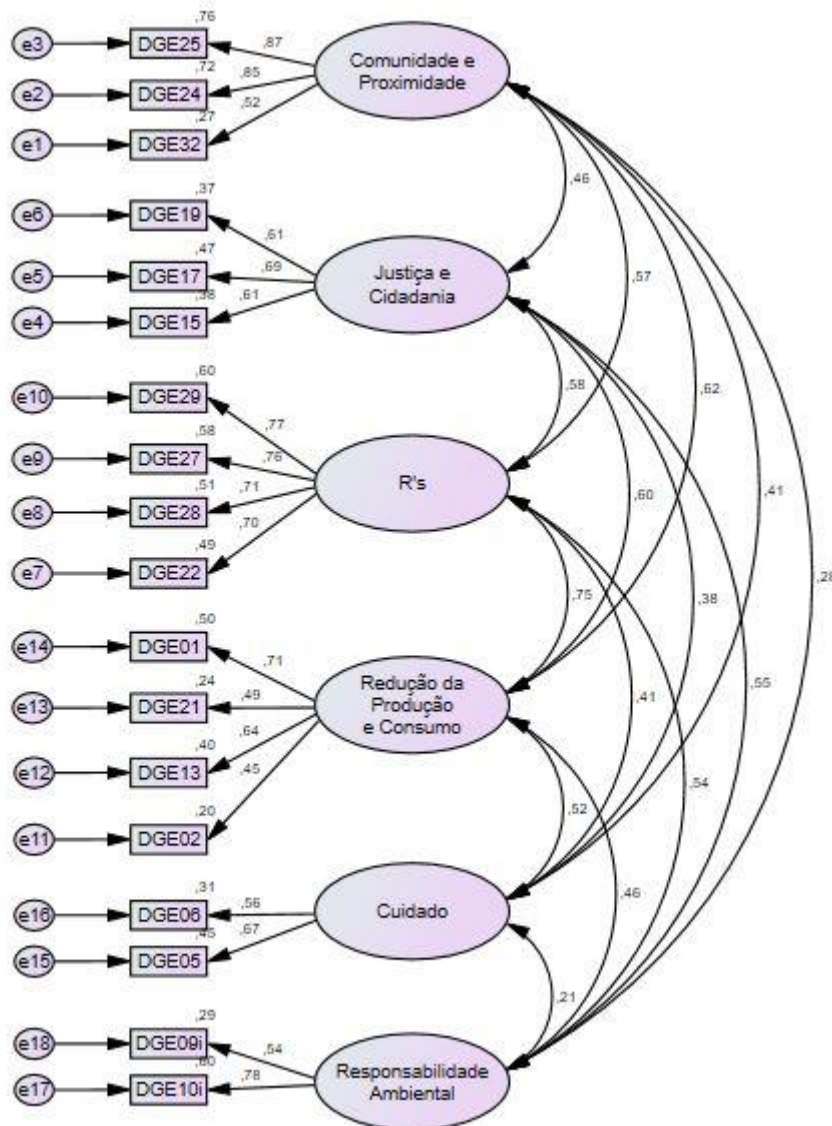 ,76
e3 DGE25 ,87
,72
e2 DGE24 ,85
,27 ,52
e1 DGE32
Comunidade e
Proximidade
,46
,37
e6 DGE19 ,61
,47
e5 DGE17 ,69
,38 ,61
e4 DGE15
Justiça e
Cidadania
,57
,58
,62
,60
e10 DGE29 ,77
,58 ,76
e9 DGE27
,51 ,71
e8 DGE28
,49 ,70
e7 DGE22
R's
,41
,28
,75
,38
,50
e14 DGE01 ,71
,24
e13 DGE21 ,49
,40 ,64
e12 DGE13 ,45
,20
e11 DGE02
Redução da
Produção
e Consumo
,41
,55
,54
,52
,31
e16 DGE06 ,56
,45 ,67
e15 DGE05
Cuidado
,46
,21
,29
e18 DGE09i ,54
,60 ,78
e17 DGE10i
Responsabilidade
Ambiental